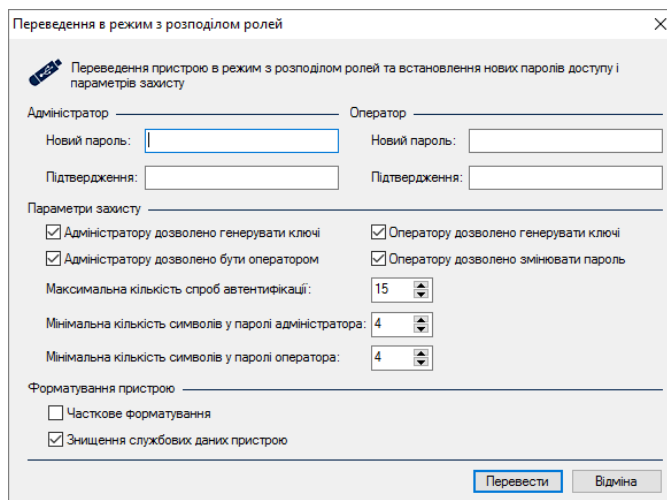 Переведення в режим з розподілом ролей
Переведення пристрою в режим з розподілом ролей та встановлення нових паролів доступу і
параметрів захисту
Адміністратор
Оператор
Новий пароль:
Новий пароль:
Підтвердження:
Підтвердження:
Параметри захисту
Адміністратору дозволено генерувати ключі
Оператору дозволено генерувати ключі
Адміністратору дозволено бути оператором
Оператору дозволено змінювати пароль
Максимальна кількість спроб автентифікації: 15
Мінімальна кількість символів у паролі адміністратора: 4
Мінімальна кількість символів у паролі оператора: 4
Форматування пристрою
Часткове форматування
Знищення службових даних пристрою
Перевести
Відміна